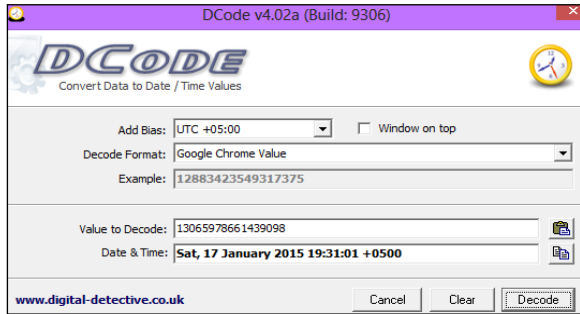 DCode v4.02a (Build: 9306)
DCODE
Convert Data to Date / Time Values
Add Bias: UTC +05:00 Window on top
Decode Format: Google Chrome Value
Example: 12883423549317375
Value to Decode: 13065978661439098
Date & Time: Sat, 17 January 2015 19:31:01 +0500
www.digital-detective.co.uk Cancel Clear Decode